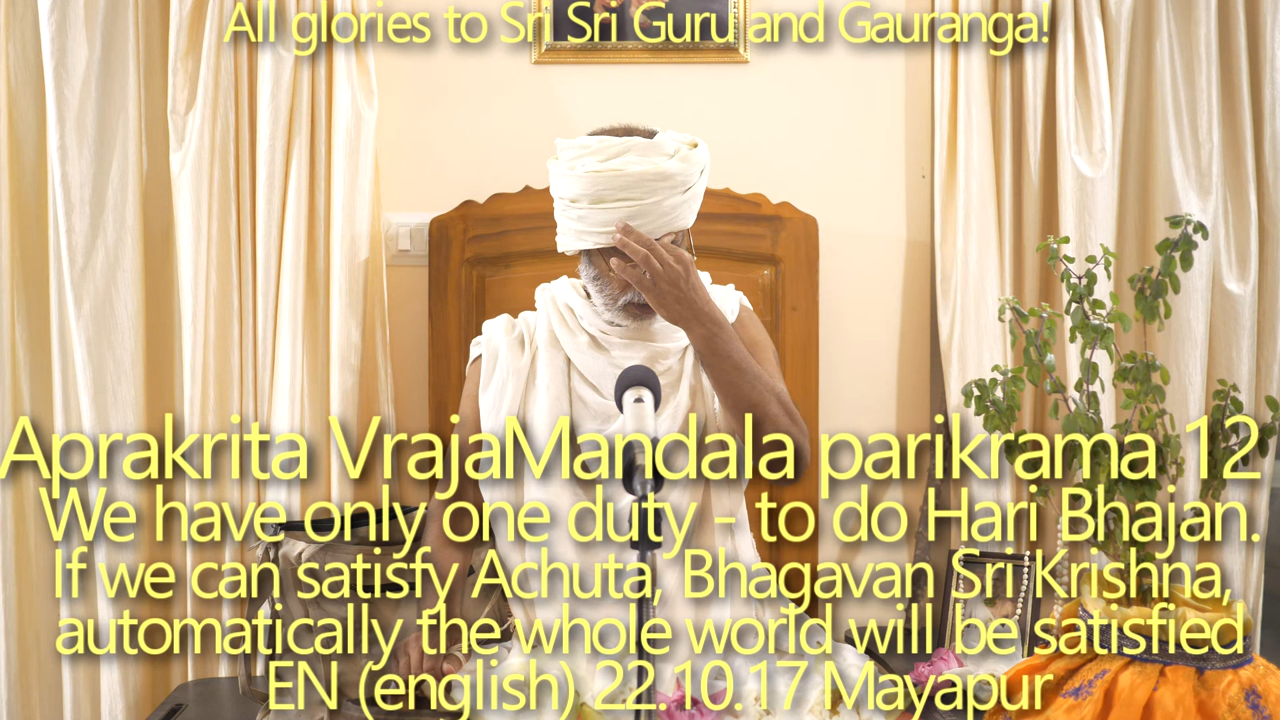 All glories to Sri Sri Guru and Gauranga!
Aprakrita VrajaMandala parikrama 12
We have only one duty - to do Hari Bhajan.
If we can satisfy Achuta, Bhagavan Sri Krishna,
automatically the whole world will be satisfied
EN (english) 22.10.17 Mayapur